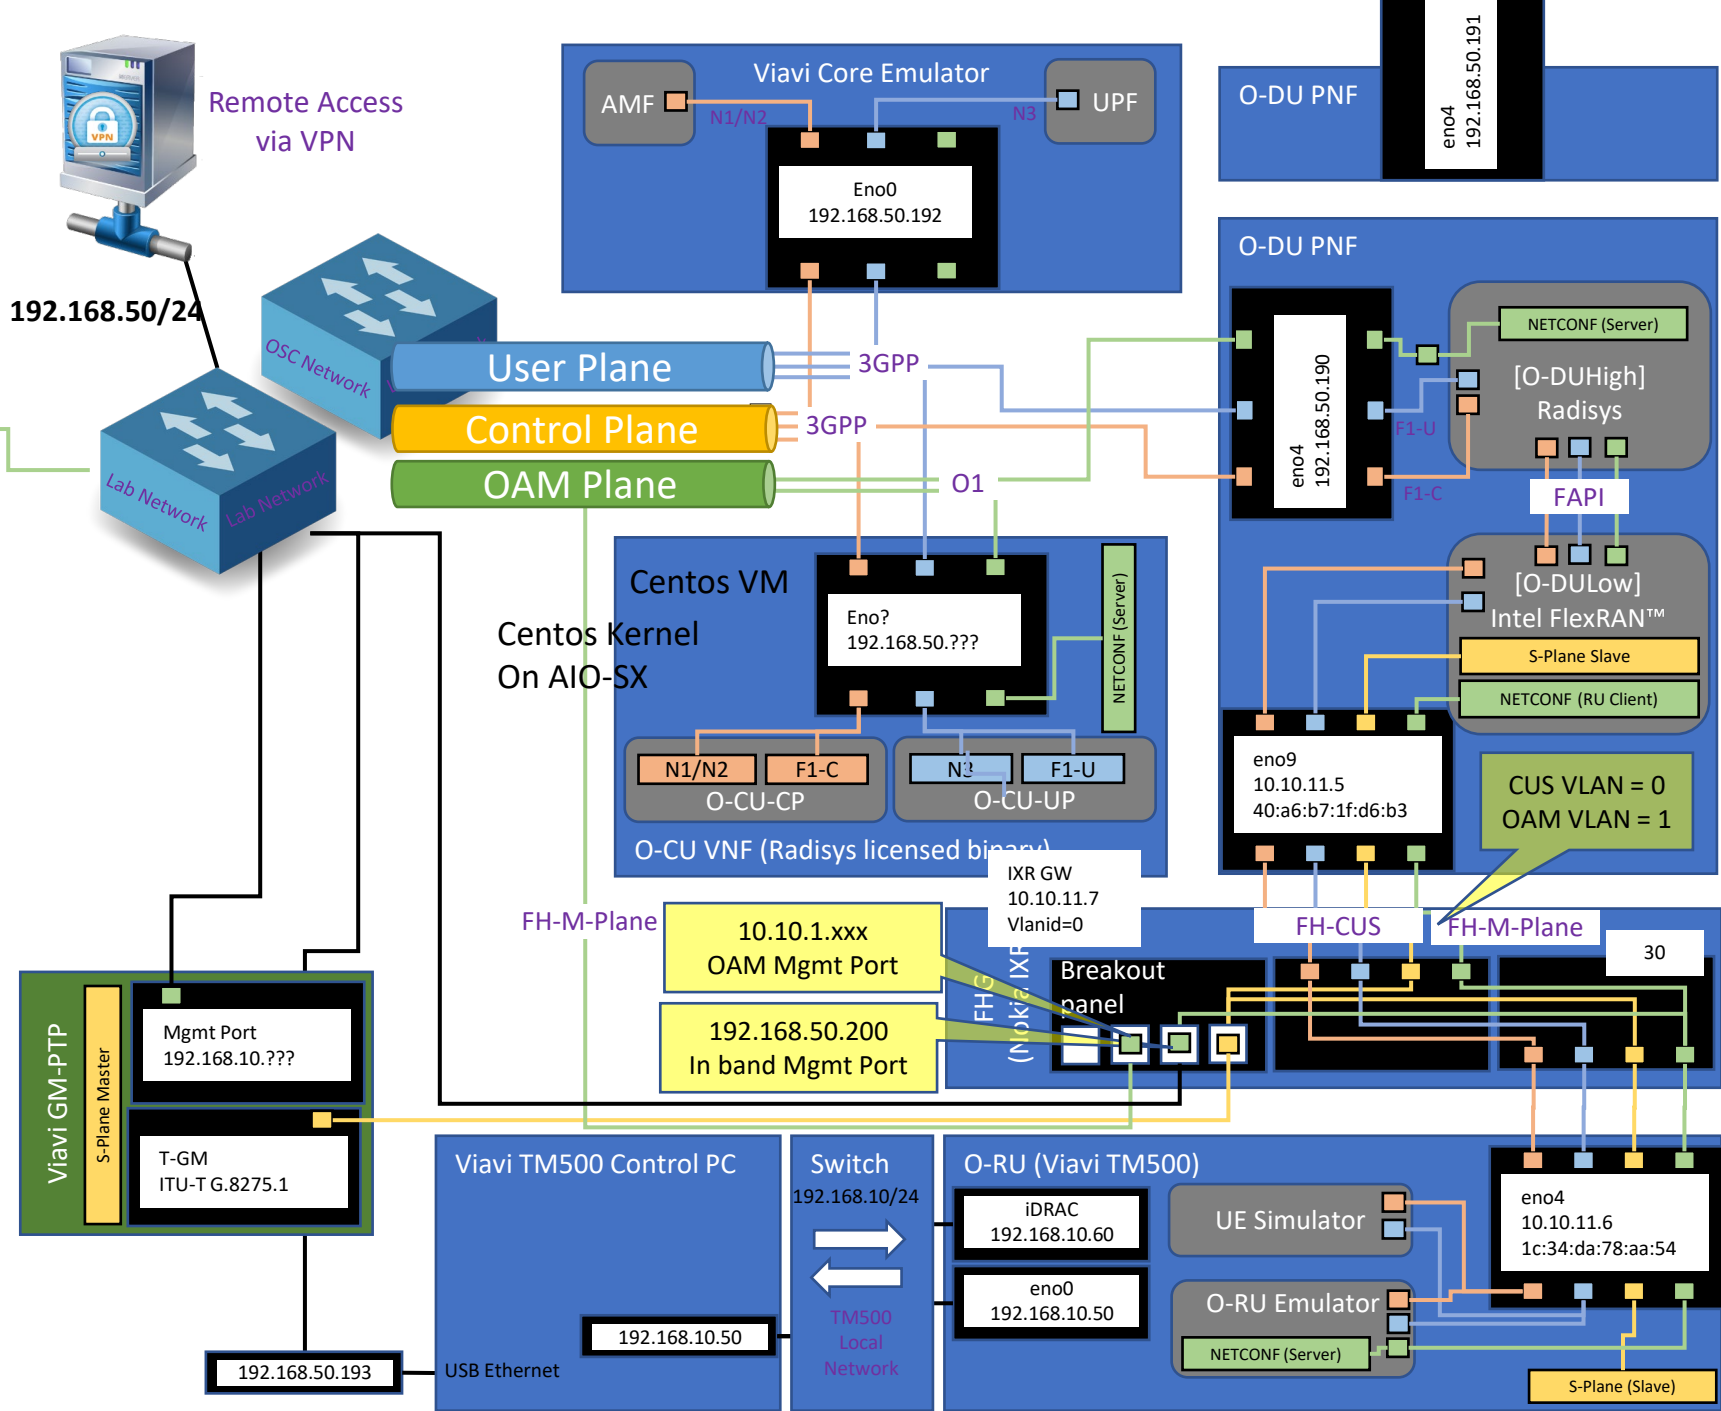 Remote Access
via VPN
VPN
192.168.50/24
OSC Network
Lab Network
Lab Network
User Plane
Control Plane
OAM Plane
3GPP
3GPP
O1
Viavi Core Emulator
AMF
N1/N2
N3
UPF
Eno0
192.168.50.192
O-DU PNF
eno4
192.168.50.191
O-DU PNF
eno4
192.168.50.190
NETCONF (Server)
[O-DUHigh]
Radisys
F1-U
F1-C
FAPI
[O-DULow]
Intel FlexRAN™
S-Plane Slave
NETCONF (RU Client)
eno9
10.10.11.5
40:a6:b7:1f:d6:b3
CUS VLAN = 0
OAM VLAN = 1
Centos VM
Centos Kernel
On AIO-SX
Eno?
192.168.50.???
NETCONF (Server)
N1/N2
F1-C
O-CU-CP
N3
F1-U
O-CU-UP
O-CU VNF (Radisys licensed binary)
IXR GW
10.10.11.7
Vlanid=0
FH-M-Plane
10.10.1.xxx
OAM Mgmt Port
192.168.50.200
In band Mgmt Port
FHG
(Nokia IXR
Breakout
panel
FH-CUS
FH-M-Plane
30
Viavi GM-PTP
S-Plane Master
Mgmt Port
192.168.10.???
T-GM
ITU-T G.8275.1
192.168.50.193
USB Ethernet
Viavi TM500 Control PC
192.168.10.50
Switch
192.168.10/24
TM500
Local
Network
O-RU (Viavi TM500)
iDRAC
192.168.10.60
eno0
192.168.10.50
UE Simulator
O-RU Emulator
NETCONF (Server)
eno4
10.10.11.6
1c:34:da:78:aa:54
S-Plane (Slave)